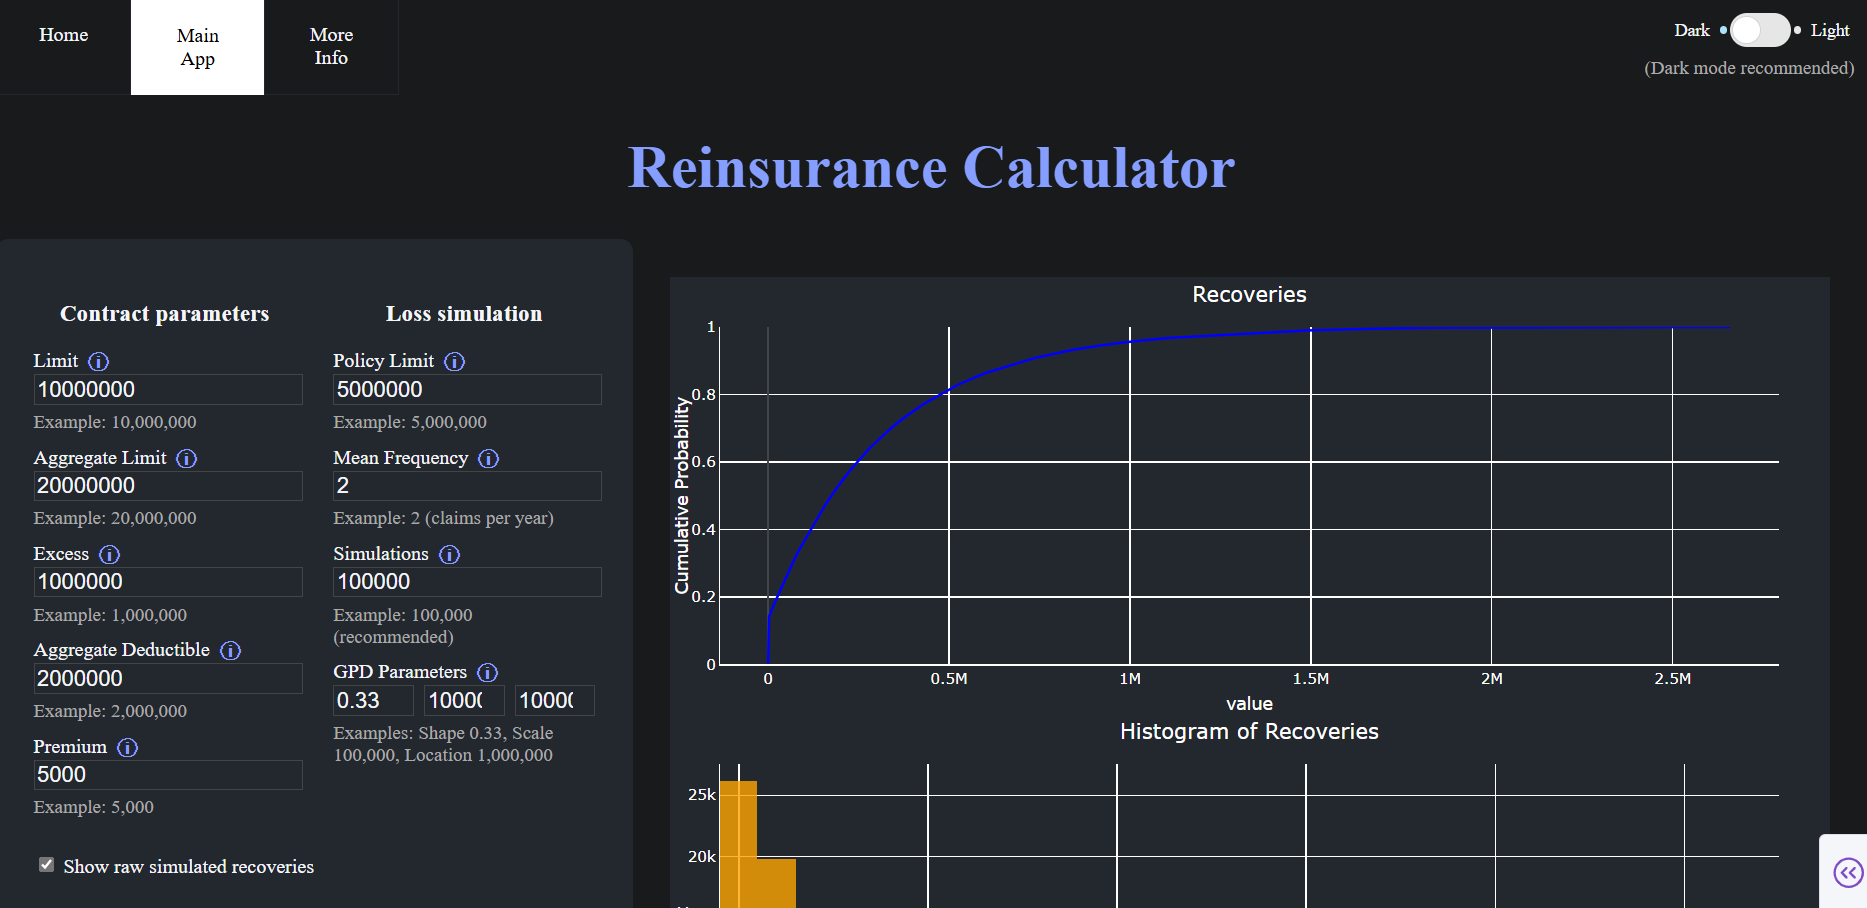 Home
Main
App
More
Info
Dark
Light
(Dark mode recommended)
Reinsurance Calculator
Contract parameters
Limit
10000000
Example: 10,000,000
Aggregate Limit
20000000
Example: 20,000,000
Excess
1000000
Example: 1,000,000
Aggregate Deductible
2000000
Example: 2,000,000
Premium
5000
Example: 5,000
Show raw simulated recoveries
Loss simulation
Policy Limit
5000000
Example: 5,000,000
Mean Frequency
2
Example: 2 (claims per year)
Simulations
100000
Example: 100,000
(recommended)
GPD Parameters
0.33 1000 1000
Examples: Shape 0.33, Scale
100,000, Location 1,000,000
Recoveries
Cumulative Probability
1
0.8
0.6
0.4
0.2
0
0 0.5M 1M 1.5M 2M 2.5M
value
Histogram of Recoveries
25k
20k